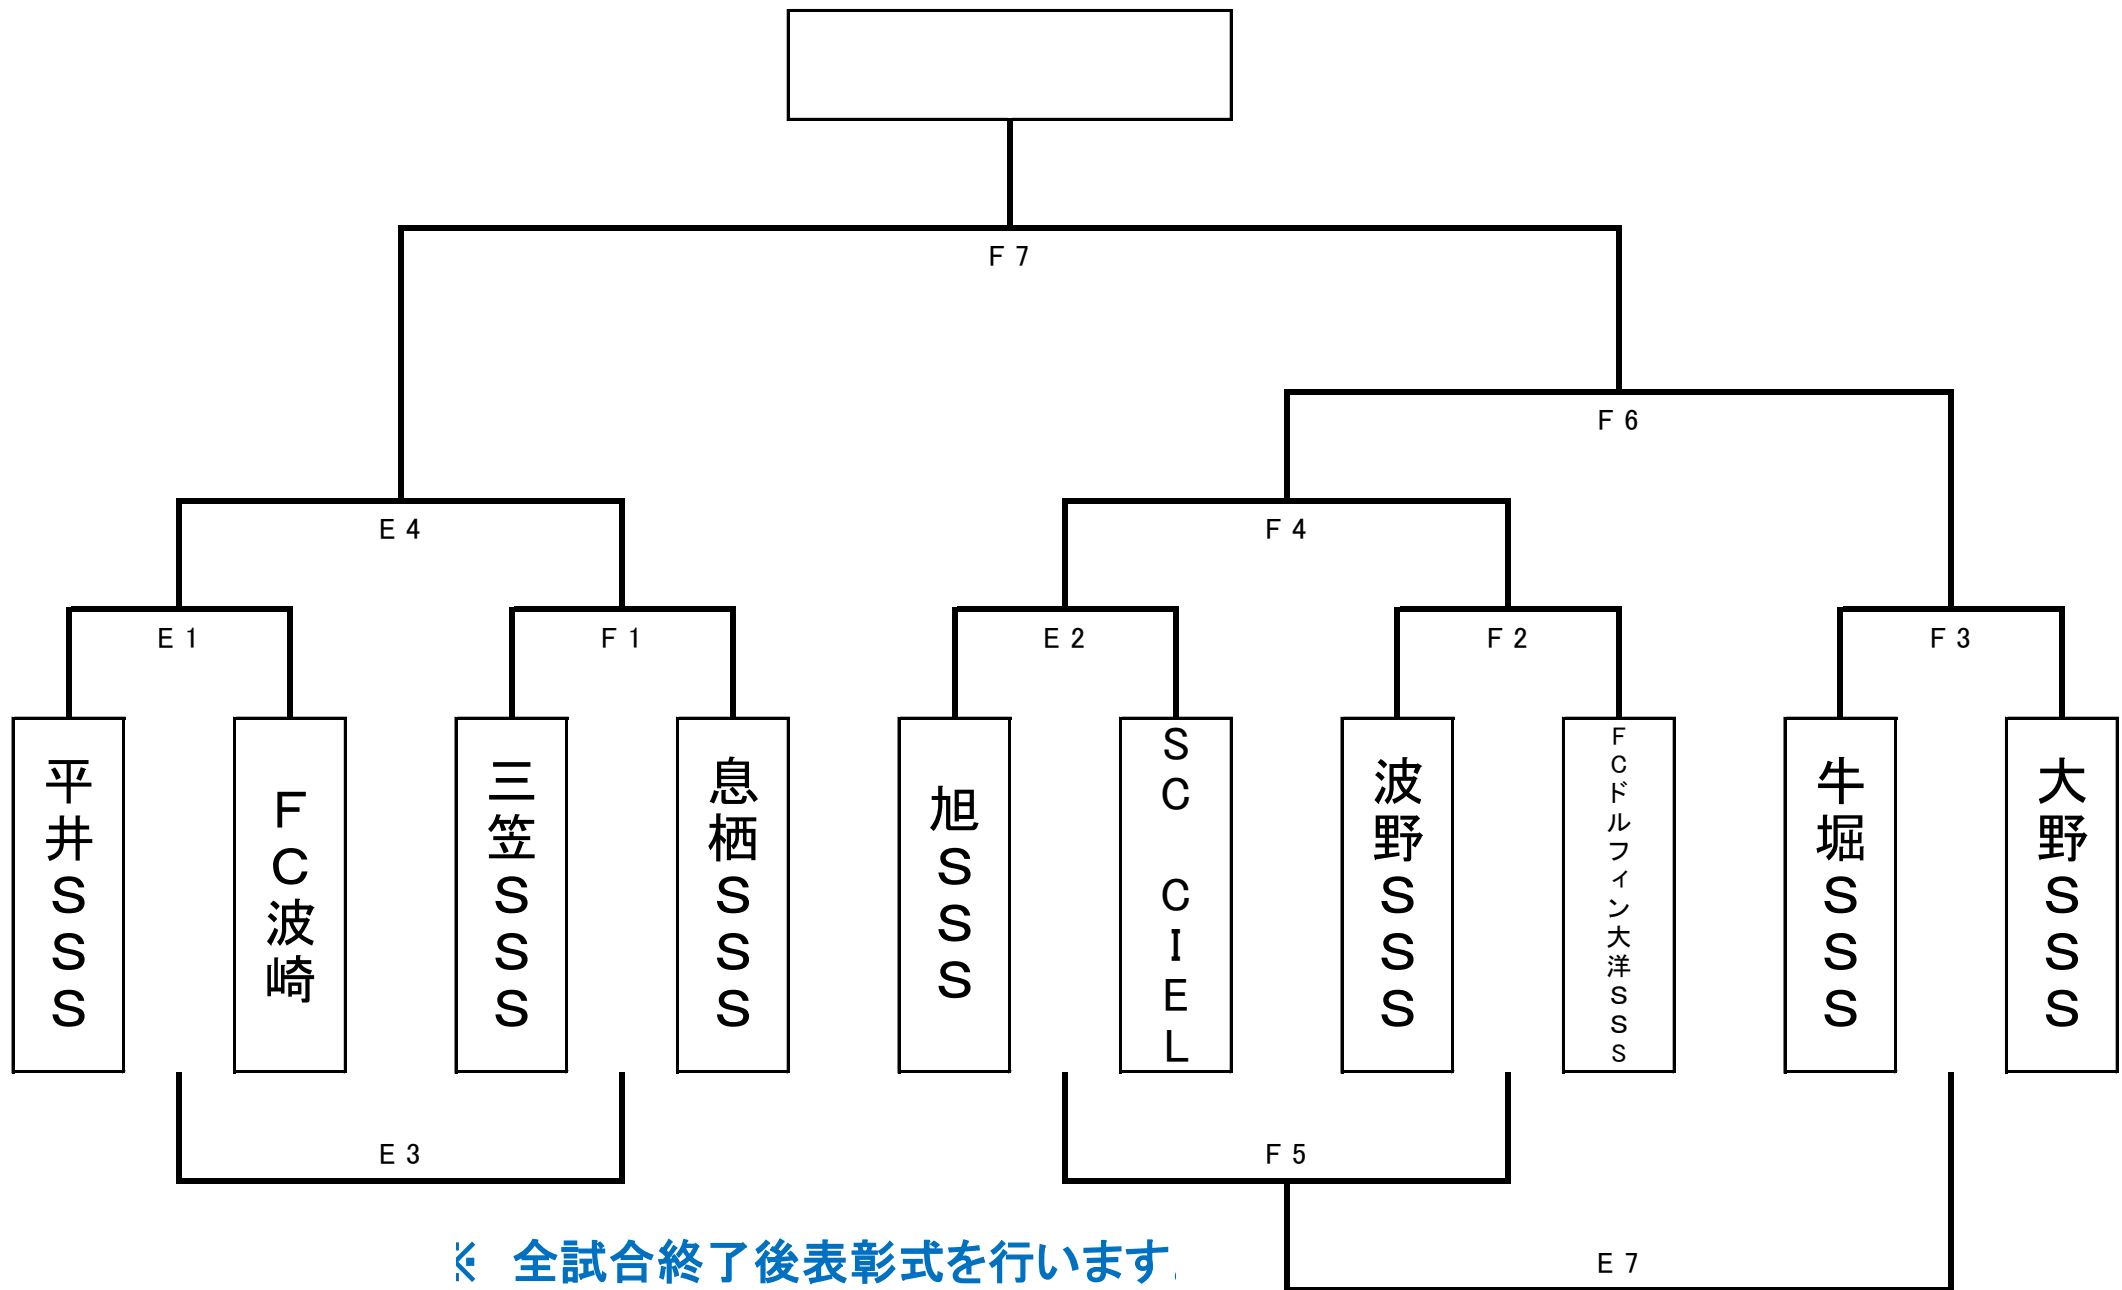 Ｆ７
Ｆ６
Ｅ４
Ｆ４
Ｅ１
Ｆ１
Ｅ２
Ｆ２
Ｆ３
平井ＳＳＳ
ＦＣ波崎
三笠ＳＳＳ
息栖ＳＳＳ
旭ＳＳＳ
ＳＣ　ＣＩＥＬ
波野ＳＳＳ
ＦＣドルフィン大洋ＳＳＳ
牛堀ＳＳＳ
大野ＳＳＳ
Ｅ３
Ｆ５
※　全試合終了後表彰式を行います
Ｅ７